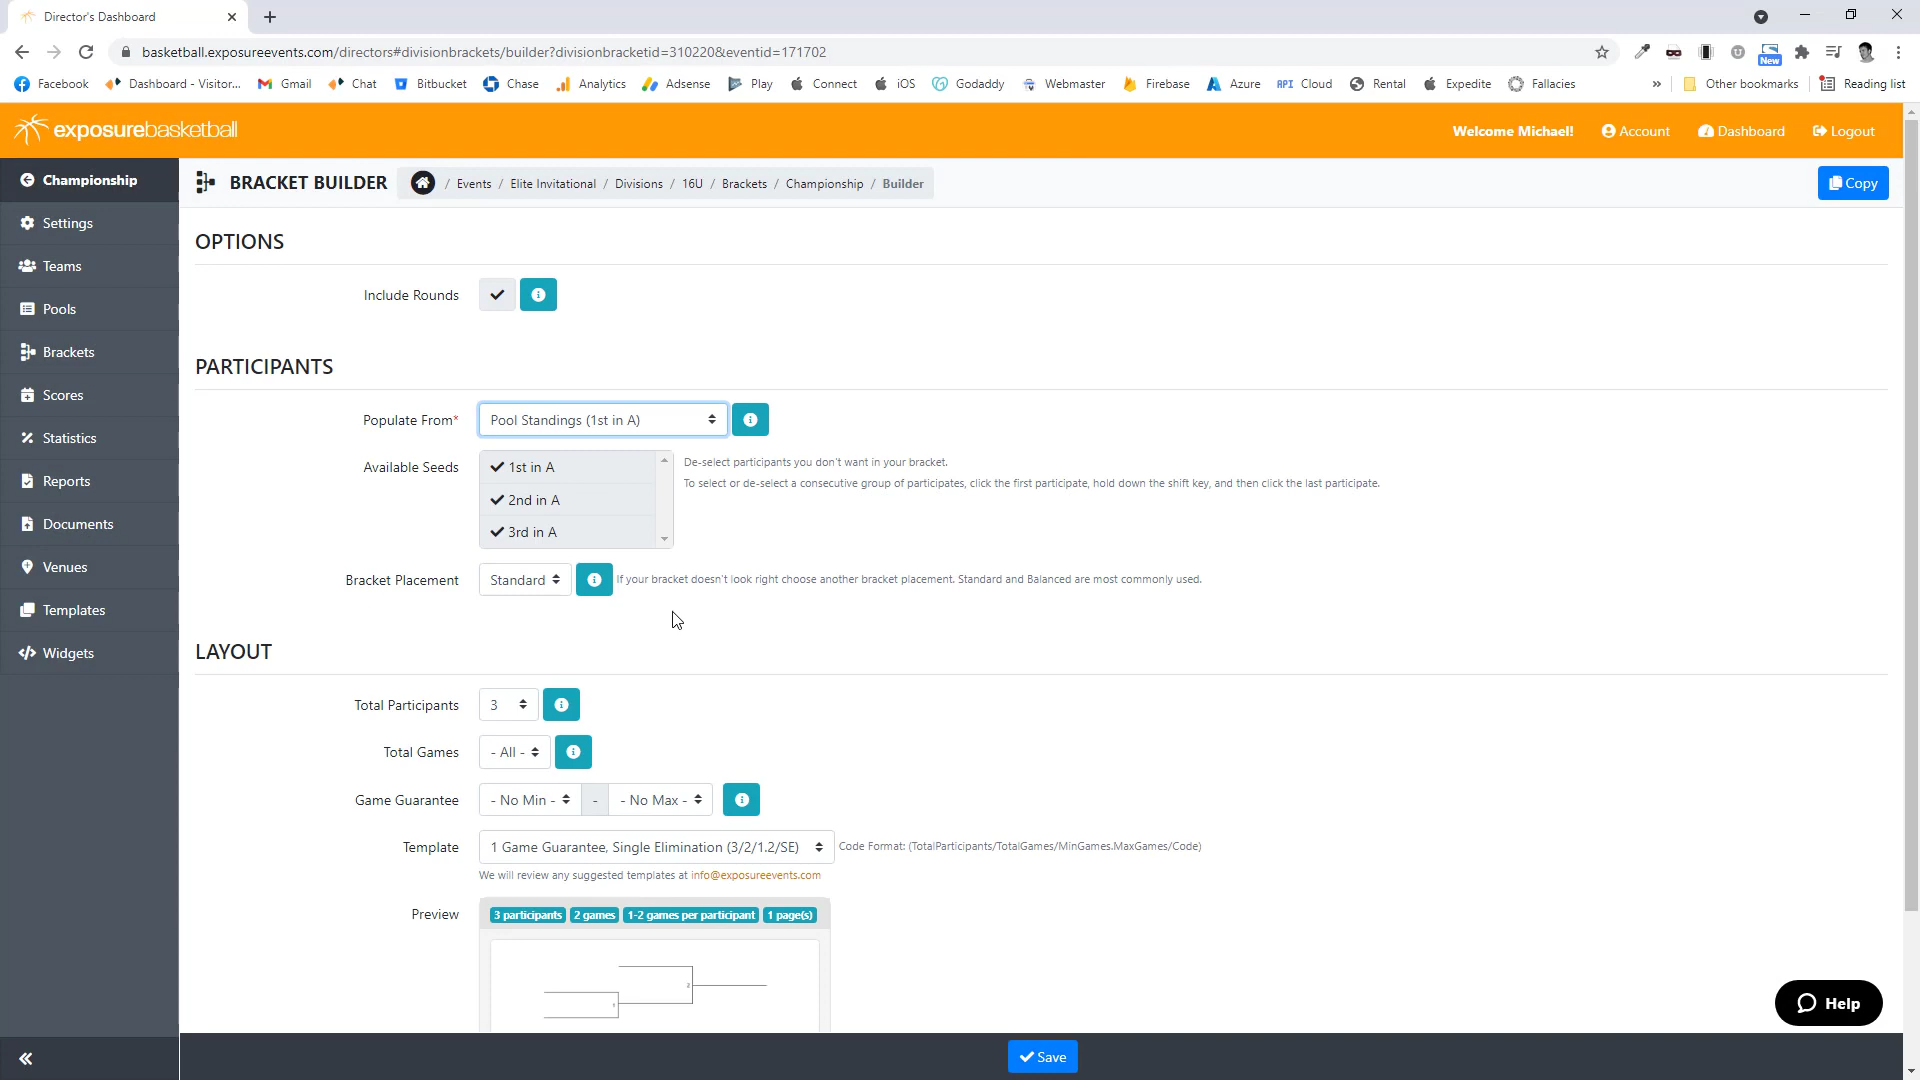 Director's Dashboard
basketball.exposureevents.com/directors#divisionbrackets/builder?divisionbracketid=310220&eventid=171702
New
Facebook
Dashboard - Visitor...
Gmail
Chat
Bitbucket
Chase
Analytics
Adsense
Play
Connect
iOS
Godaddy
Webmaster
Firebase
Azure
API Cloud
Rental
Expedite
Fallacies
»
Other bookmarks
Reading list
exposurebasketball
Welcome Michael!
Account
Dashboard
Logout
Championship
Settings
Teams
Pools
Brackets
Scores
Statistics
Reports
Documents
Venues
Templates
Widgets
BRACKET BUILDER
/ Events / Elite Invitational / Divisions / 16U / Brackets / Championship / Builder
Copy
OPTIONS
Include Rounds
PARTICIPANTS
Populate From*
Pool Standings (1st in A)
Available Seeds
1st in A
2nd in A
3rd in A
De-select participants you don't want in your bracket.
To select or de-select a consecutive group of participates, click the first participate, hold down the shift key, and then click the last participate.
Bracket Placement
Standard
If your bracket doesn't look right choose another bracket placement. Standard and Balanced are most commonly used.
LAYOUT
Total Participants
3
Total Games
- All -
Game Guarantee
- No Min -
-
- No Max -
Template
1 Game Guarantee, Single Elimination (3/2/1.2/SE)
Code Format: (TotalParticipants/TotalGames/MinGames.MaxGames/Code)
We will review any suggested templates at info@exposureevents.com
Preview
3 participants
2 games
1-2 games per participant
1 page(s)
2
1
Help
Save